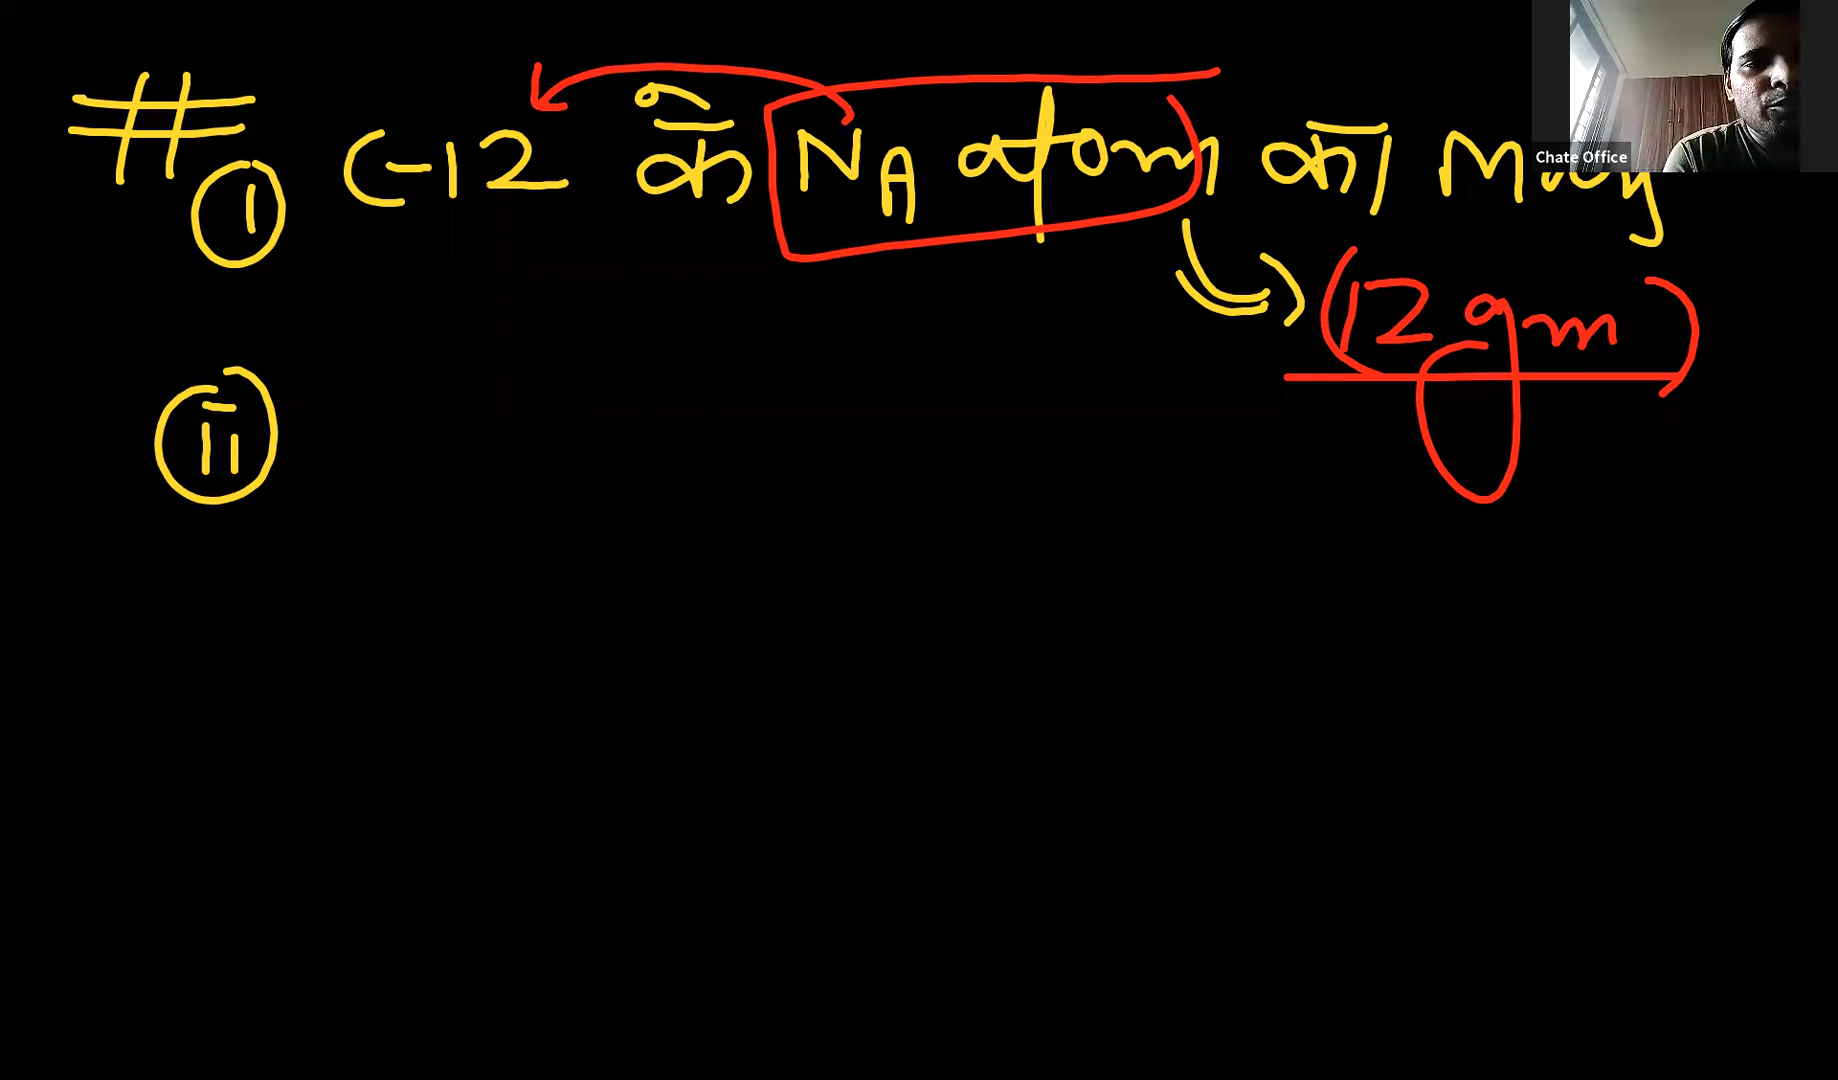 # ① C-12 के NA atom का Mass
(12 gm)
ii
Chate Office